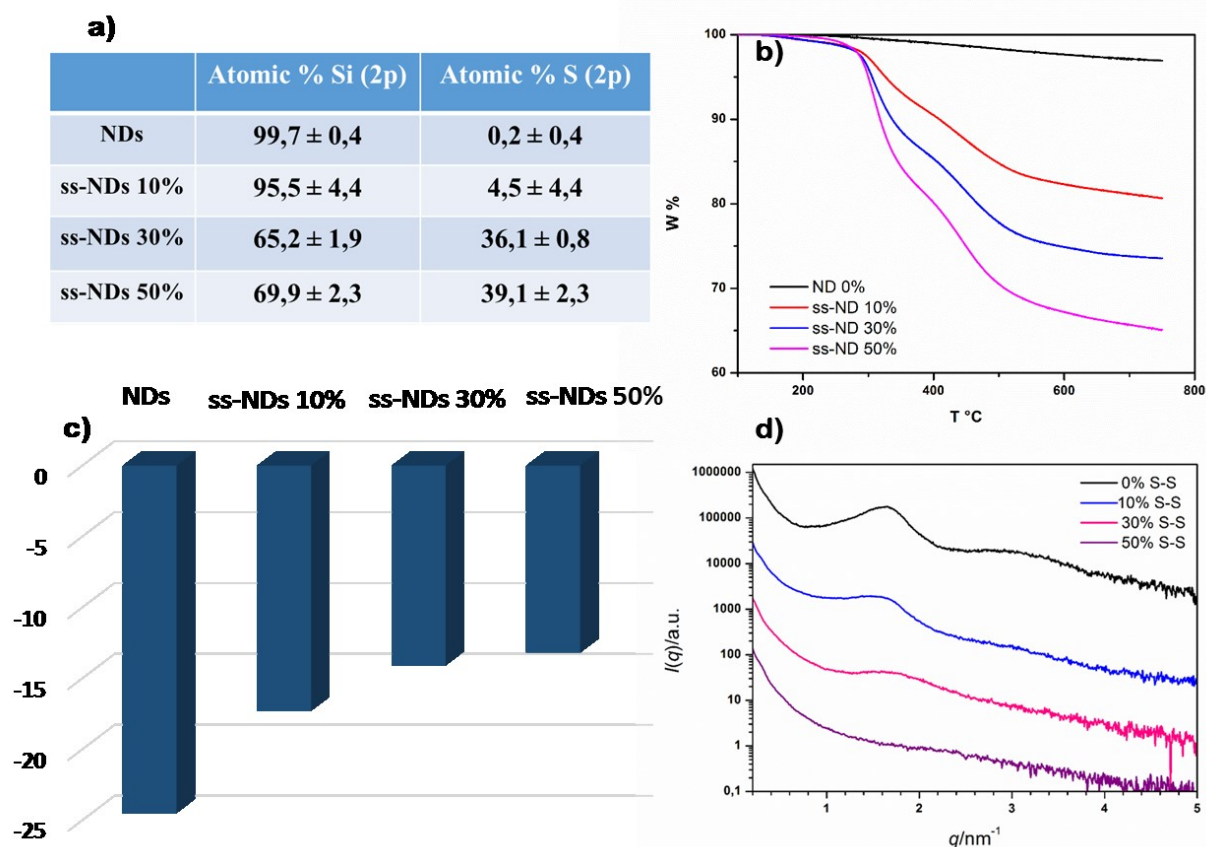 a)
Atomic % Si (2p) Atomic % S (2p)
NDs 99,7 ± 0,4 0,2 ± 0,4
ss-NDs 10% 95,5 ± 4,4 4,5 ± 4,4
ss-NDs 30% 65,2 ± 1,9 36,1 ± 0,8
ss-NDs 50% 69,9 ± 2,3 39,1 ± 2,3
b)
100
90
80
70
60
W %
ND 0%
ss-ND 10%
ss-ND 30%
ss-ND 50%
200 400 600 800
T °C
c)
NDs ss-NDs 10% ss-NDs 30% ss-NDs 50%
0
-5
-10
-15
-20
-25
d)
1000000
100000
10000
1000
100
10
1
0,1
I(q)/a.u.
0% S-S
10% S-S
30% S-S
50% S-S
1 2 3 4 5
q/nm⁻¹